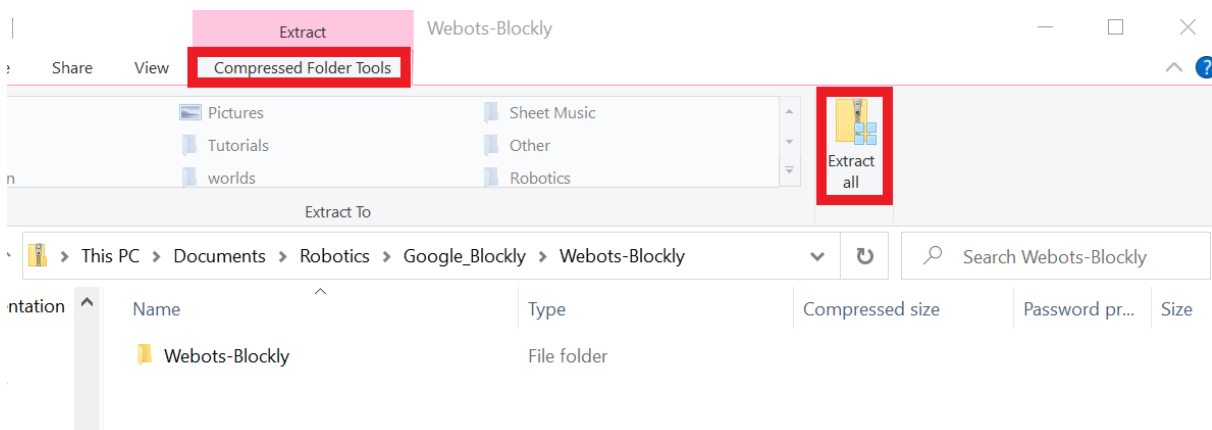 Extract
Webots-Blockly
Share View Compressed Folder Tools
?
Pictures Sheet Music
Tutorials Other
worlds Robotics
Extract
all
Extract To
This PC > Documents > Robotics > Google_Blockly > Webots-Blockly
Search Webots-Blockly
ntation
Name Type Compressed size Password pr... Size
Webots-Blockly File folder